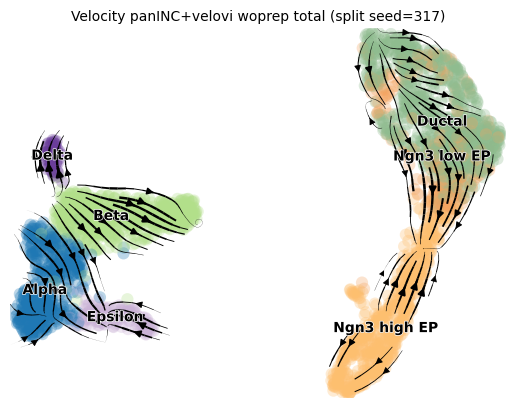 Velocity panINC+velovi woprep total (split seed=317)
Ductal
Delta
Ngn3 low EP
Beta
Alpha
Epsilon
Ngn3 high EP